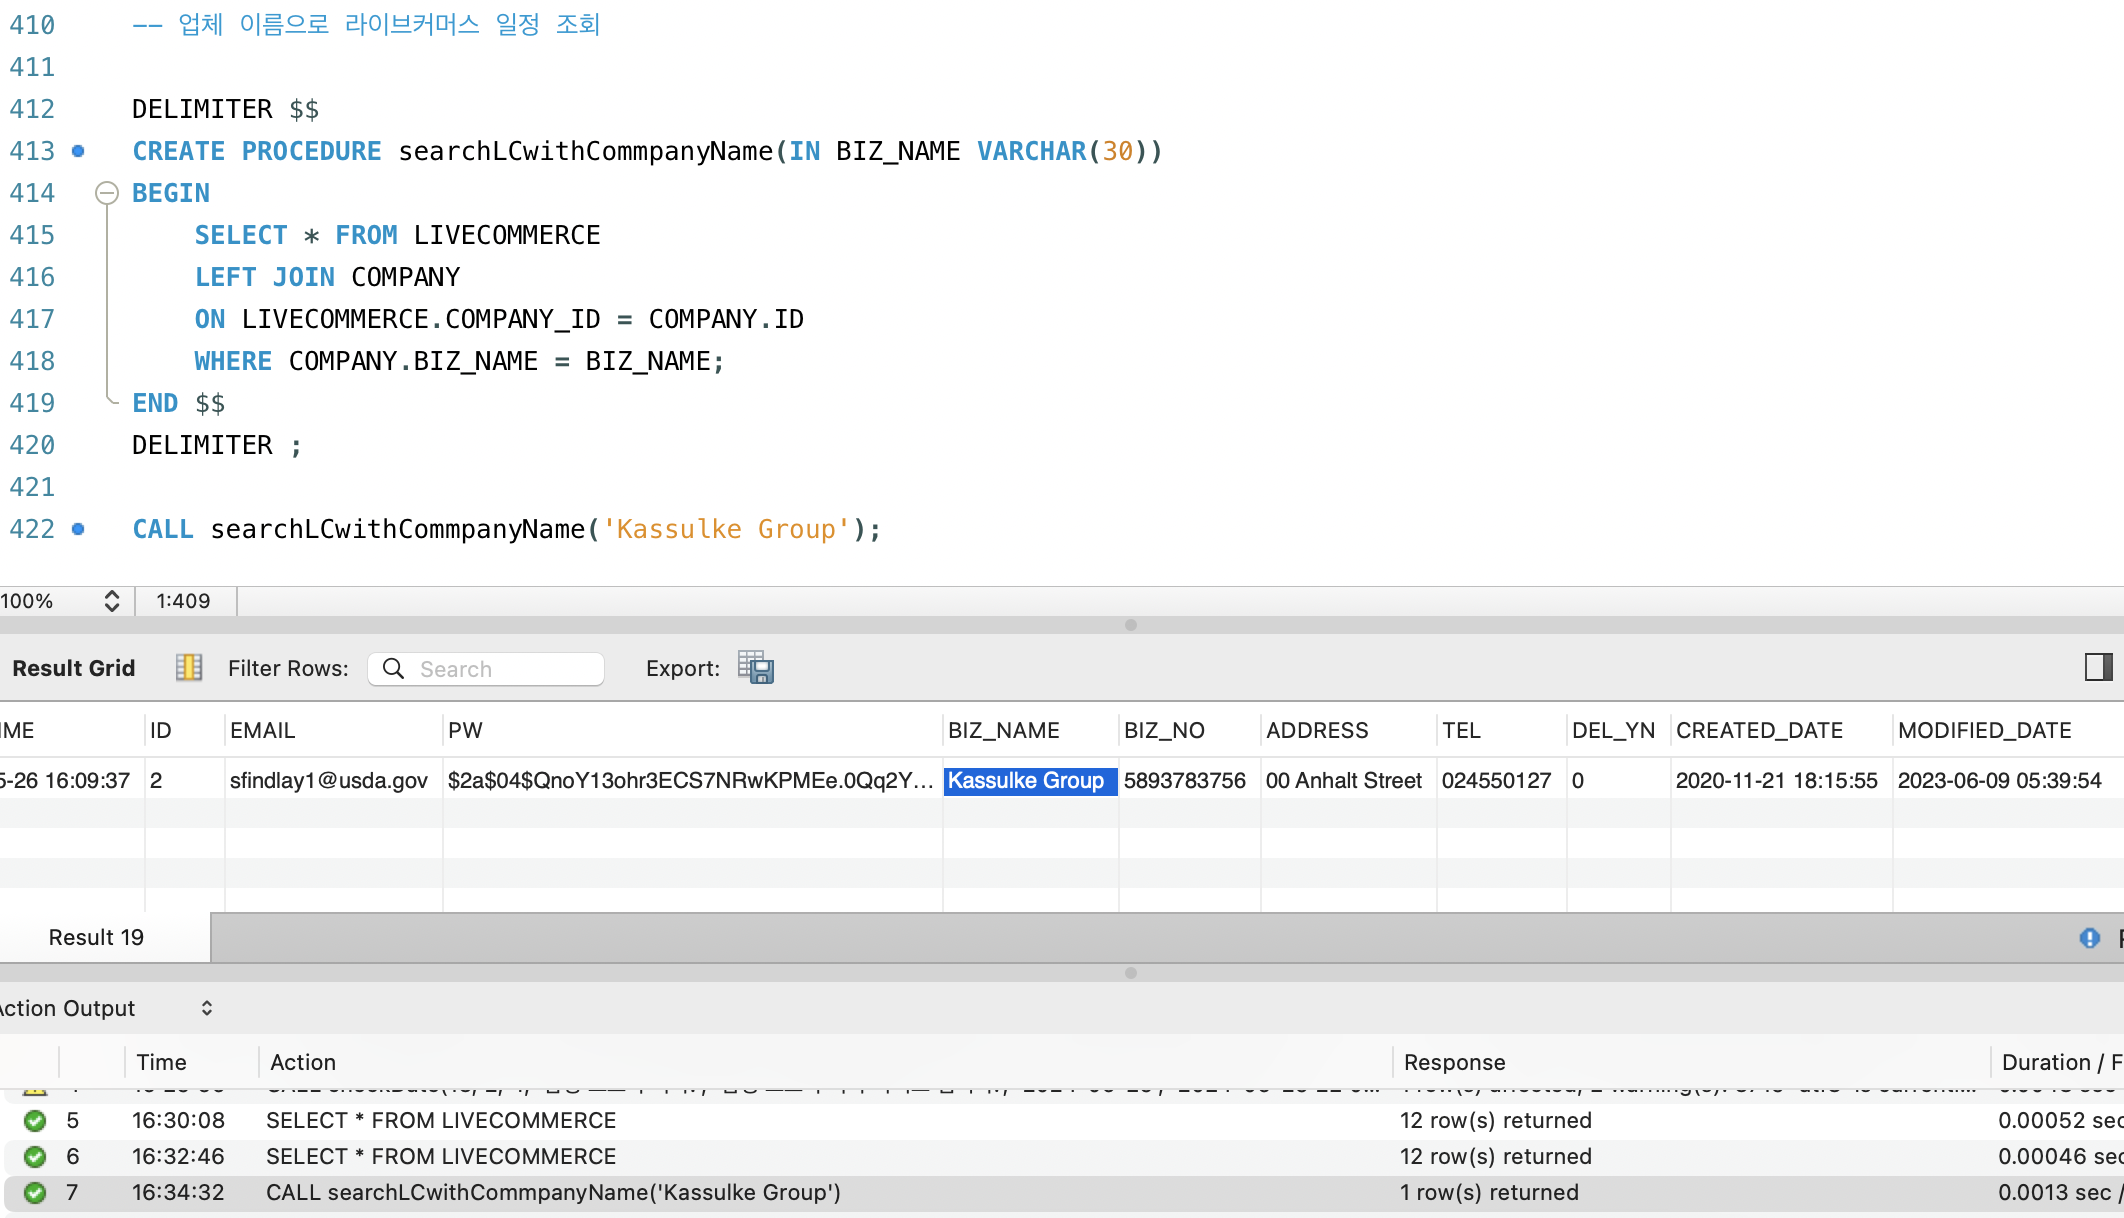 410 -- 업체 이름으로 라이브커머스 일정 조회
411
412 DELIMITER $$
413 CREATE PROCEDURE searchLCwithCommpanyName(IN BIZ_NAME VARCHAR(30))
414 BEGIN
415 SELECT * FROM LIVECOMMERCE
416 LEFT JOIN COMPANY
417 ON LIVECOMMERCE.COMPANY_ID = COMPANY.ID
418 WHERE COMPANY.BIZ_NAME = BIZ_NAME;
419 END $$
420 DELIMITER ;
421
422 CALL searchLCwithCommpanyName('Kassulke Group');
100% 1:409
Result Grid Filter Rows: Search Export:
IME ID EMAIL PW BIZ_NAME BIZ_NO ADDRESS TEL DEL_YN CREATED_DATE MODIFIED_DATE
5-26 16:09:37 2 sfindlay1@usda.gov $2a$04$QnoY13ohr3ECS7NRwKPMEe.0Qq2Y... Kassulke Group 5893783756 00 Anhalt Street 024550127 0 2020-11-21 18:15:55 2023-06-09 05:39:54
Result 19
Action Output
Time Action Response Duration / F
5 16:30:08 SELECT * FROM LIVECOMMERCE 12 row(s) returned 0.00052 sec
6 16:32:46 SELECT * FROM LIVECOMMERCE 12 row(s) returned 0.00046 sec
7 16:34:32 CALL searchLCwithCommpanyName('Kassulke Group') 1 row(s) returned 0.0013 sec /